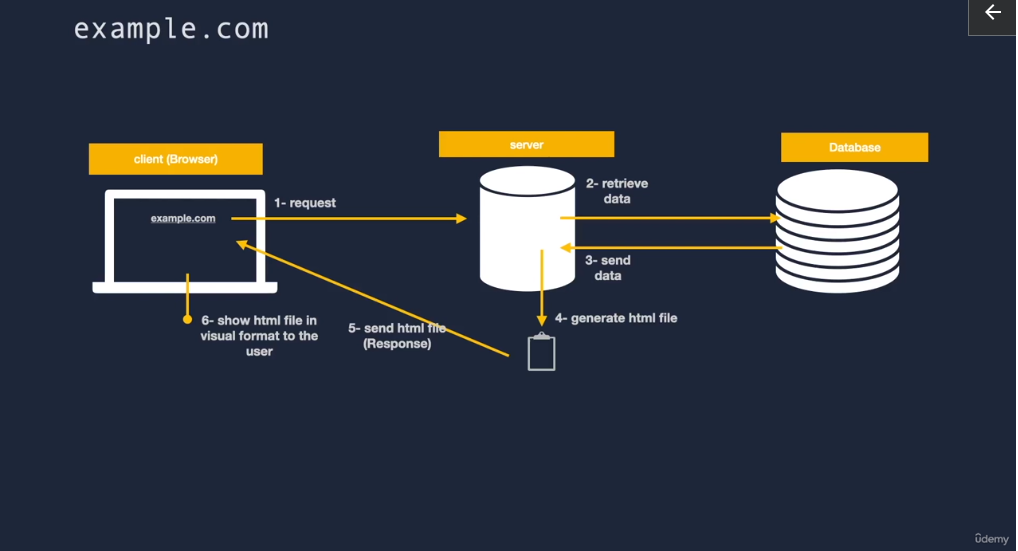 example.com
client (Browser)
server
Database
example.com
1- request
2- retrieve
data
3- send
data
4- generate html file
5- send html file
(Response)
6- show html file in
visual format to the
user
ûdemy